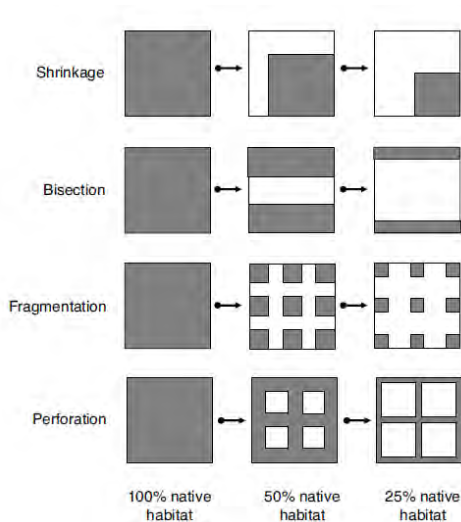 Shrinkage
Bisection
Fragmentation
Perforation
100% native
habitat
50% native
habitat
25% native
habitat